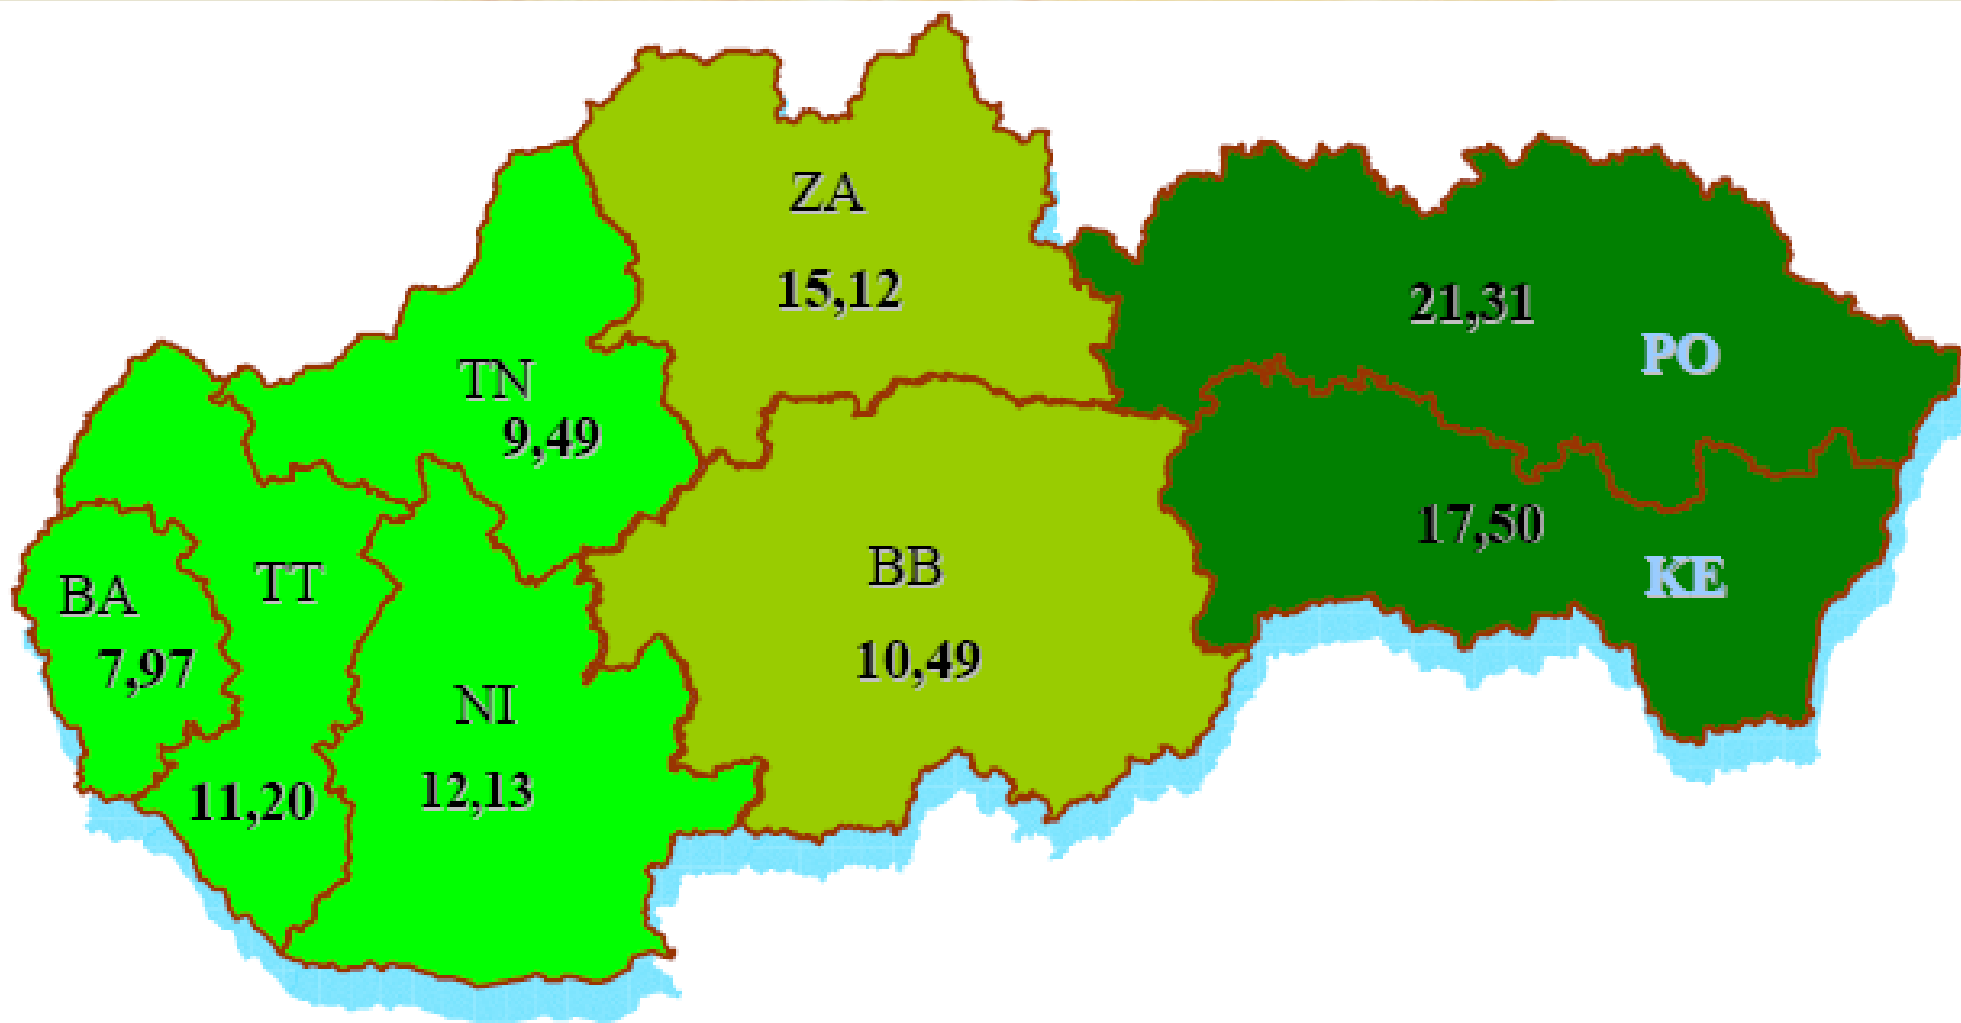 ZA
15,12
21,31
PO
TN
9,49
17,50
KE
BA
7,97
TT
11,20
BB
10,49
NI
12,13